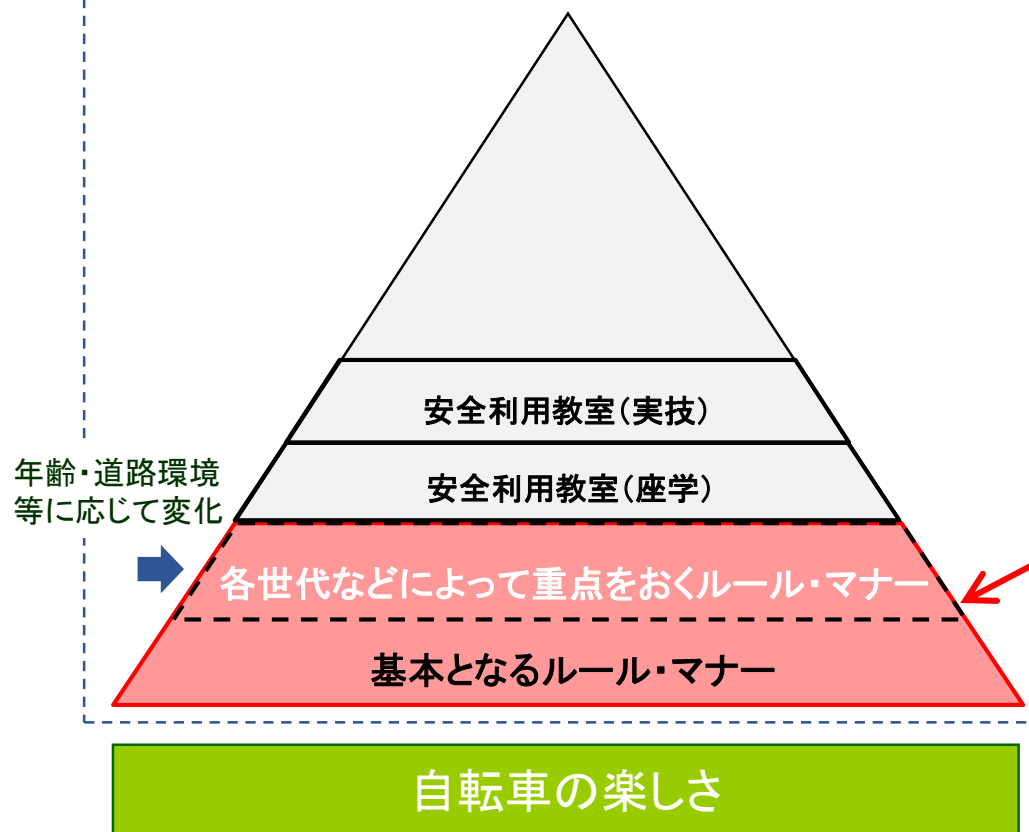 安全利用教室(実技)
安全利用教室(座学)
年齢・道路環境
等に応じて変化
各世代などによって重点をおくルール・マナー
基本となるルール・マナー
自転車の楽しさ